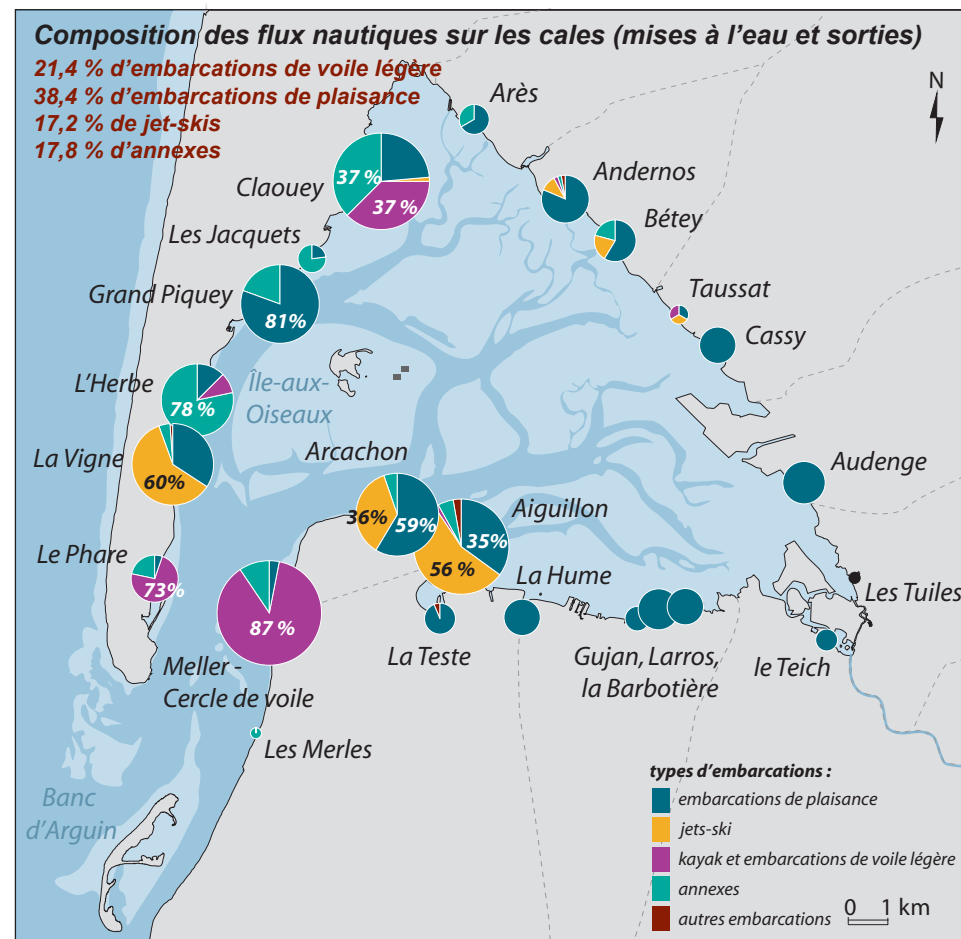 Composition des flux nautiques sur les cales (mises à l'eau et sorties)
21,4 % d'embarcations de voile légère
38,4 % d'embarcations de plaisance
17,2 % de jet-skis
17,8 % d'annexes
N
Arès
Claouey
37 %
37 %
Andernos
Les Jacquets
Bétey
Grand Piquey
81%
Taussat
Cassy
L'Herbe
78 %
Île-aux-
Oiseaux
La Vigne
60%
Arcachon
36%
59%
Aiguillon
35%
56 %
Audenge
Le Phare
73%
La Hume
Les Tuiles
87 %
Meller -
Cercle de voile
La Teste
Gujan, Larros,
la Barbotière
le Teich
Les Merles
Banc
d'Arguin
types d'embarcations :
embarcations de plaisance
jets-ski
kayak et embarcations de voile légère
annexes
autres embarcations
0 1 km